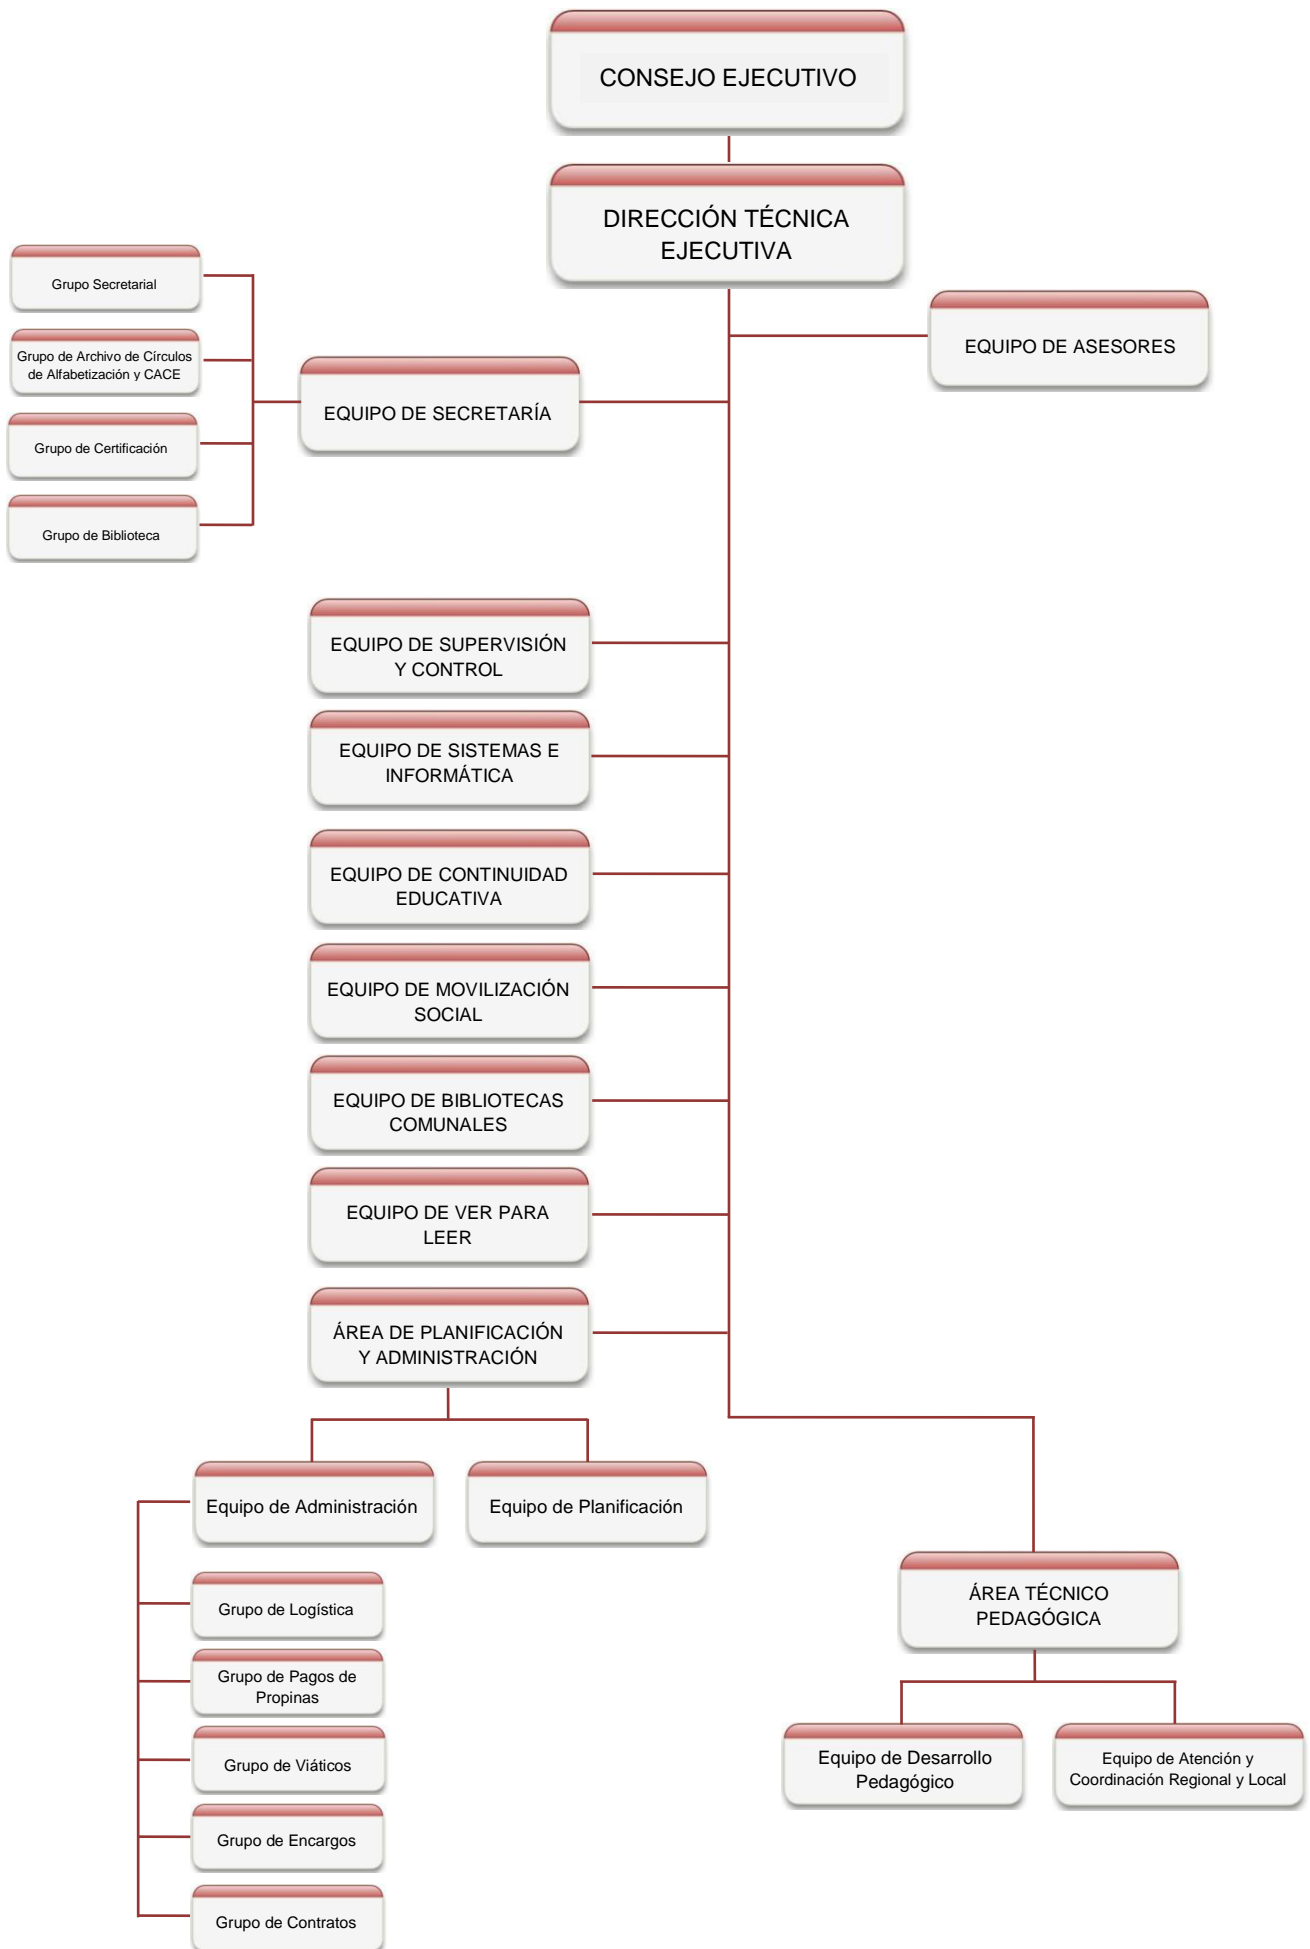 CONSEJO EJECUTIVO
DIRECCIÓN TÉCNICA
EJECUTIVA
EQUIPO DE ASESORES
EQUIPO DE SECRETARÍA
Grupo Secretarial
Grupo de Archivo de Círculos
de Alfabetización y CACE
Grupo de Certificación
Grupo de Biblioteca
EQUIPO DE SUPERVISIÓN
Y CONTROL
EQUIPO DE SISTEMAS E
INFORMÁTICA
EQUIPO DE CONTINUIDAD
EDUCATIVA
EQUIPO DE MOVILIZACIÓN
SOCIAL
EQUIPO DE BIBLIOTECAS
COMUNALES
EQUIPO DE VER PARA
LEER
ÁREA DE PLANIFICACIÓN
Y ADMINISTRACIÓN
Equipo de Administración
Equipo de Planificación
Grupo de Logística
Grupo de Pagos de
Propinas
Grupo de Viáticos
Grupo de Encargos
Grupo de Contratos
ÁREA TÉCNICO
PEDAGÓGICA
Equipo de Desarrollo
Pedagógico
Equipo de Atención y
Coordinación Regional y Local